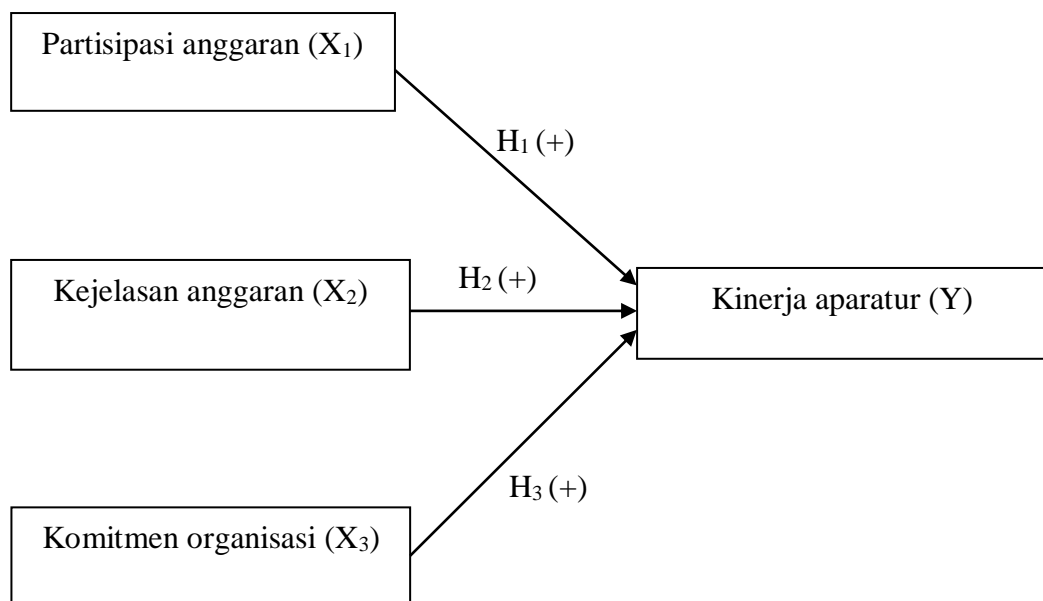 Partisipasi anggaran (X₁)
H₁ (+)
Kejelasan anggaran (X₂)
H₂ (+)
Kinerja aparatur (Y)
H₃ (+)
Komitmen organisasi (X₃)